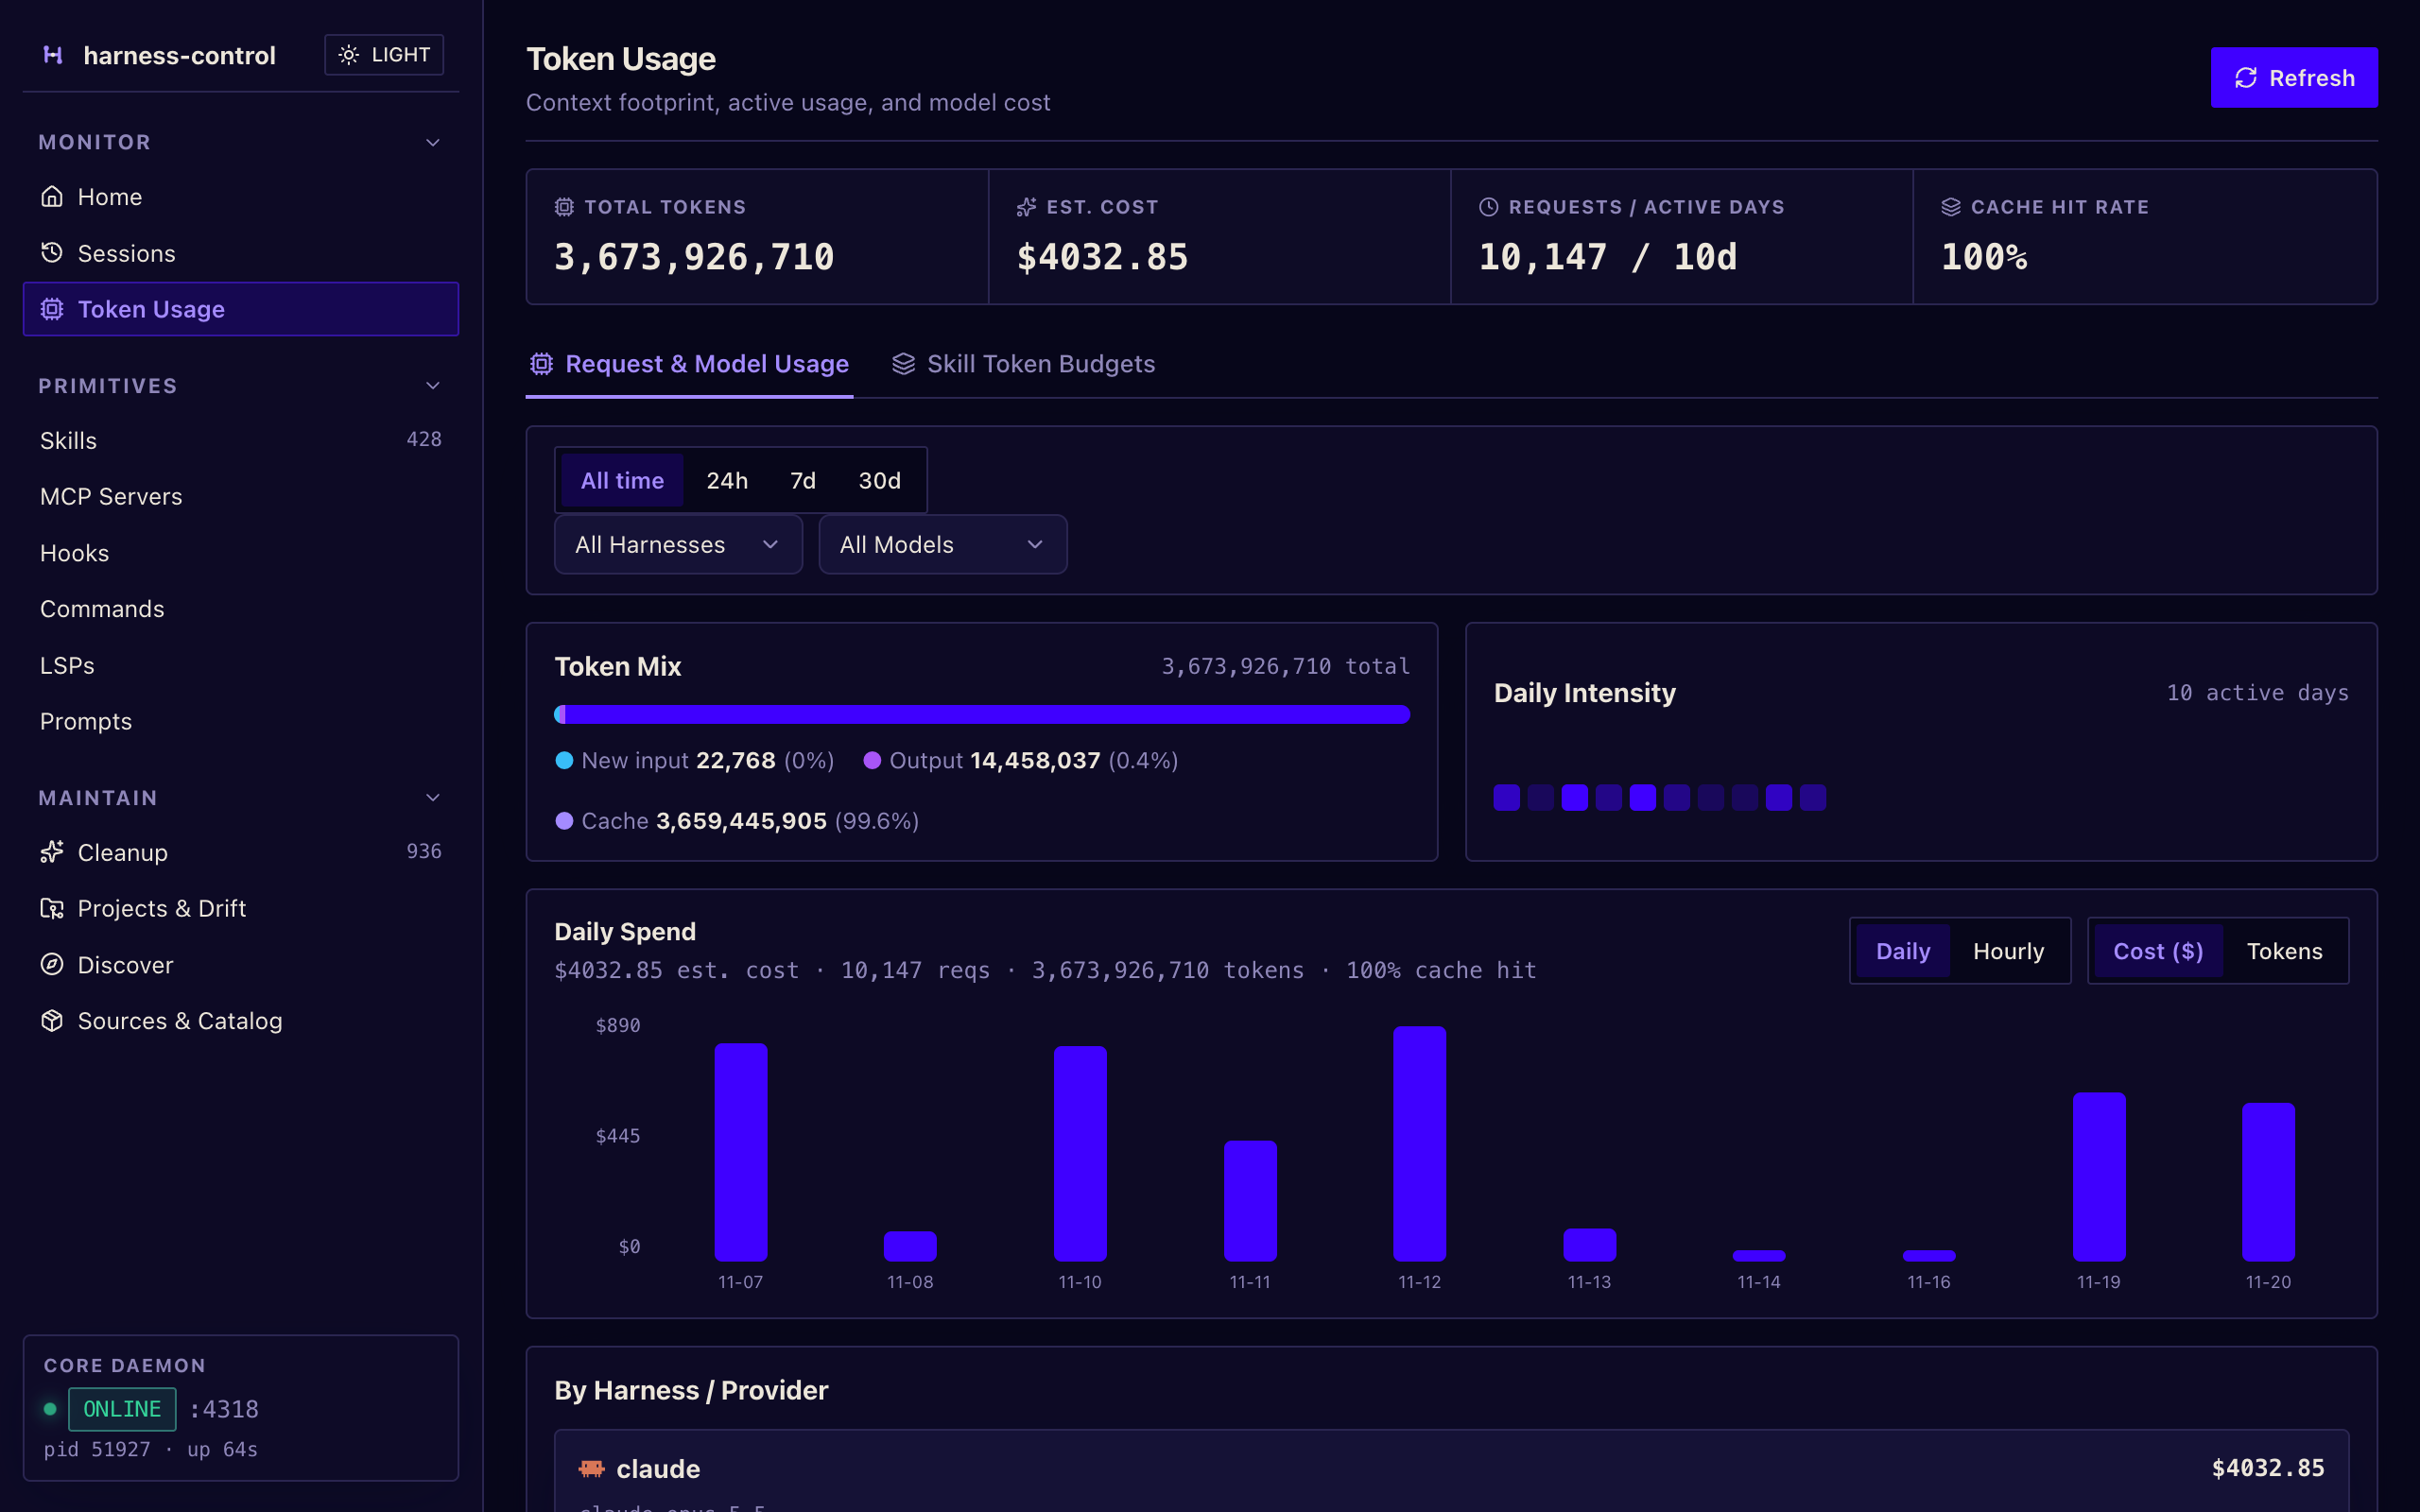 harness-control
LIGHT
MONITOR
Home
Sessions
Token Usage
PRIMITIVES
Skills 428
MCP Servers
Hooks
Commands
LSPs
Prompts
MAINTAIN
Cleanup 936
Projects & Drift
Discover
Sources & Catalog
CORE DAEMON
ONLINE :4318
pid 51927 · up 64s
Token Usage
Context footprint, active usage, and model cost
Refresh
TOTAL TOKENS
3,673,926,710
EST. COST
$4032.85
REQUESTS / ACTIVE DAYS
10,147 / 10d
CACHE HIT RATE
100%
Request & Model Usage
Skill Token Budgets
All time 24h 7d 30d
All Harnesses All Models
Token Mix 3,673,926,710 total
New input 22,768 (0%) Output 14,458,037 (0.4%)
Cache 3,659,445,905 (99.6%)
Daily Intensity 10 active days
Daily Spend
$4032.85 est. cost · 10,147 reqs · 3,673,926,710 tokens · 100% cache hit
Daily Hourly Cost ($) Tokens
$890
$445
$0
11-07 11-08 11-10 11-11 11-12 11-13 11-14 11-16 11-19 11-20
By Harness / Provider
claude $4032.85